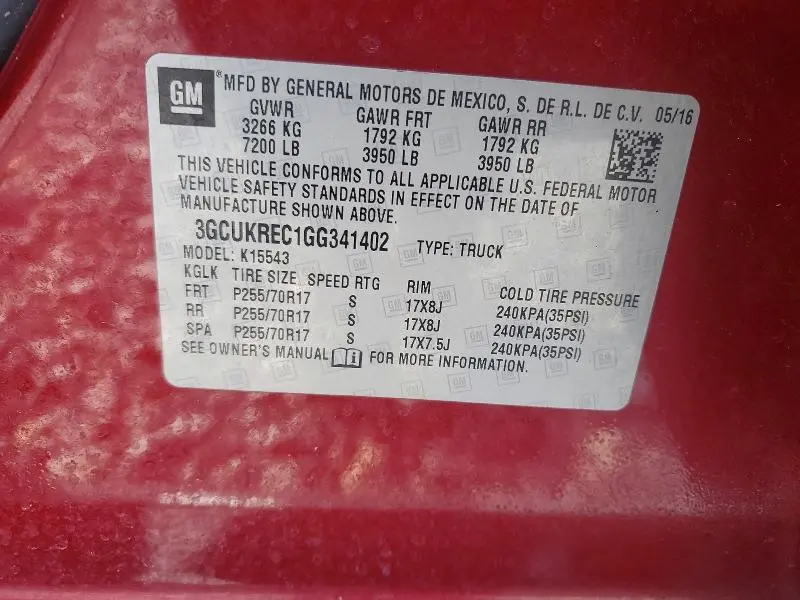 GM ® MFD BY GENERAL MOTORS DE MEXICO, S. DE R.L. DE C.V. 05/16
GVWR GAWR FRT GAWR RR
3266 KG 1792 KG 1792 KG
7200 LB 3950 LB 3950 LB
THIS VEHICLE CONFORMS TO ALL APPLICABLE U.S. FEDERAL MOTOR
VEHICLE SAFETY STANDARDS IN EFFECT ON THE DATE OF
MANUFACTURE SHOWN ABOVE.
3GCUKREC1GG341402 TYPE: TRUCK
MODEL: K15543
KGLK TIRE SIZE SPEED RTG RIM COLD TIRE PRESSURE
FRT P255/70R17 S 17X8J 240KPA(35PSI)
RR P255/70R17 S 17X8J 240KPA(35PSI)
SPA P255/70R17 S 17X7.5J 240KPA(35PSI)
SEE OWNER'S MANUAL i FOR MORE INFORMATION.